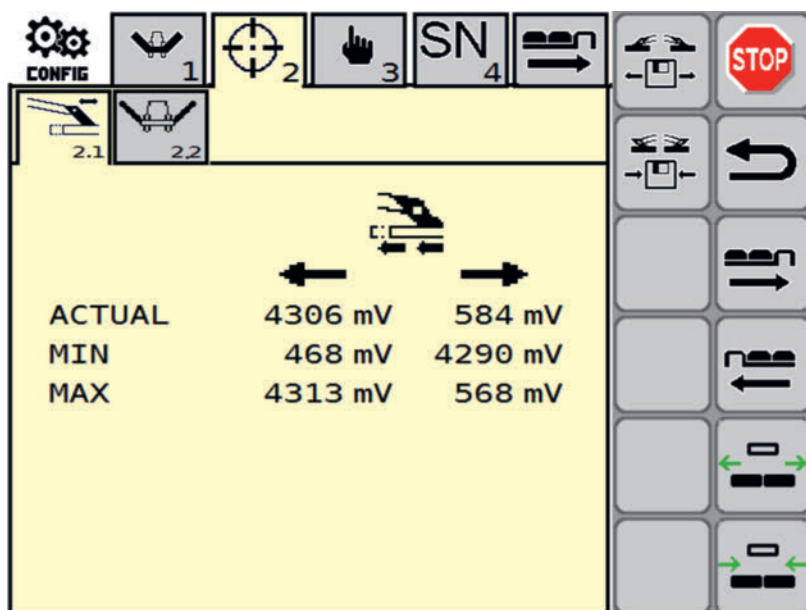 CONFIG
1
2
3
SN
4
STOP
2.1
2.2
ACTUAL 4306 mV 584 mV
MIN 468 mV 4290 mV
MAX 4313 mV 568 mV